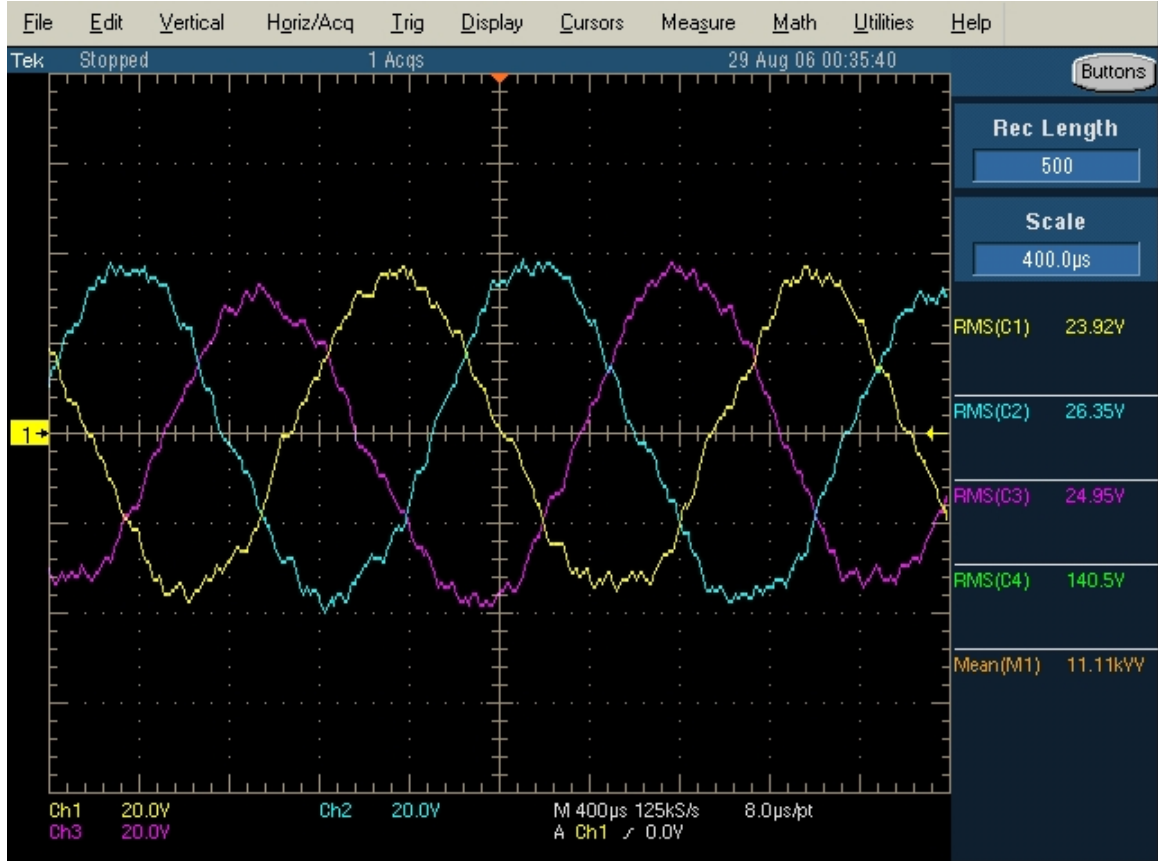 File Edit Vertical Horiz/Acq Trig Display Cursors Measure Math Utilities Help
Tek Stopped 1 Acqs 29 Aug 06 00:35:40
Buttons
Rec Length
500
Scale
400.0µs
RMS(C1) 23.92V
1
RMS(C2) 26.35V
RMS(C3) 24.95V
RMS(C4) 140.5V
Mean(M1) 11.11kVV
Ch1 20.0V Ch2 20.0V M 400µs 125kS/s 8.0µs/pt
Ch3 20.0V A Ch1 ⁄ 0.0V